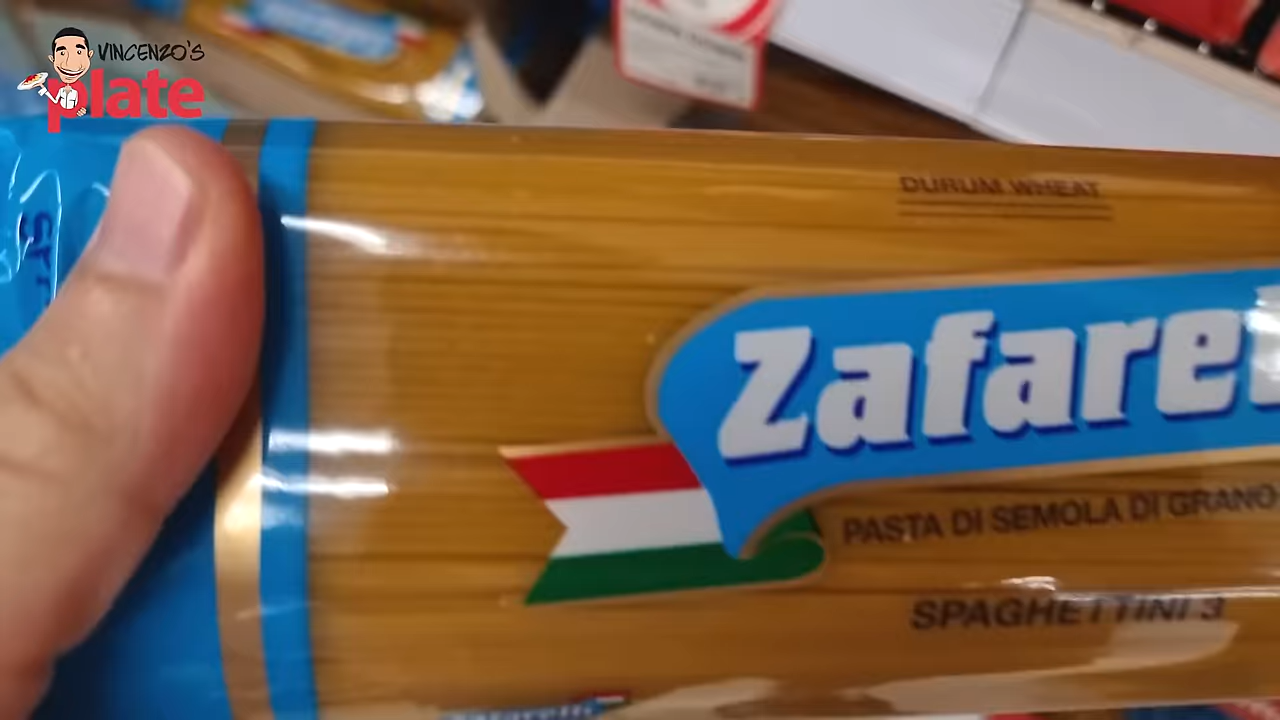 VINCENZO'S
plate
DURUM WHEAT
Zafare
PASTA DI SEMOLA DI GRANO
SPAGHETTINI 3